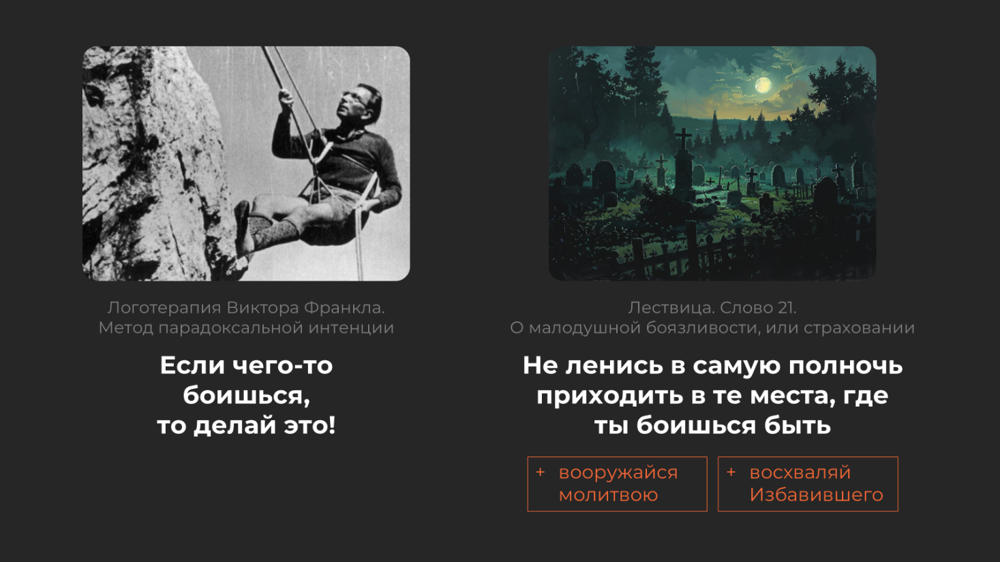 Логотерапия Виктора Франкла.
Метод парадоксальной интенции
Если чего-то
боишься,
то делай это!
Лествица. Слово 21.
О малодушной боязливости, или страховании
Не ленись в самую полночь
приходить в те места, где
ты боишься быть
+ вооружайся
молитвою
+ восхваляй
Избавившего